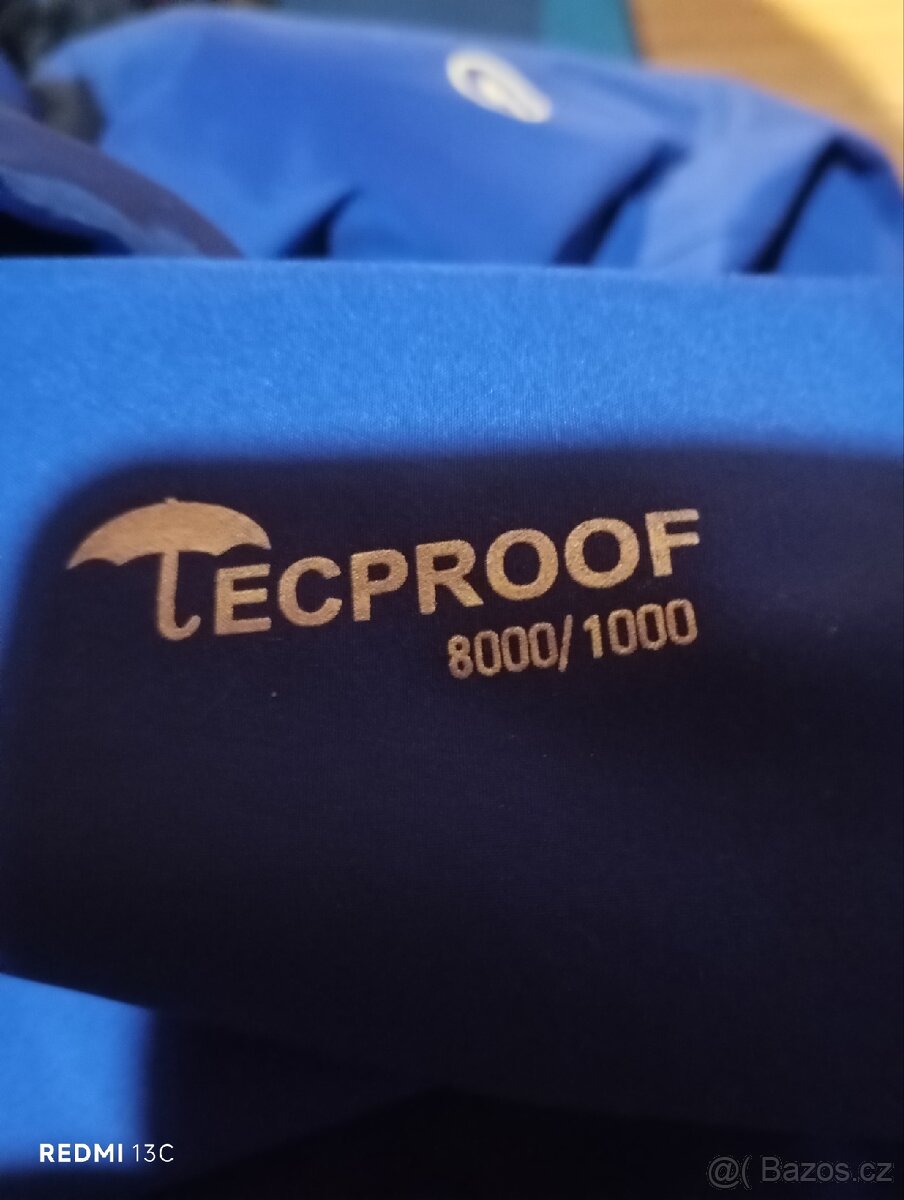 TECPROOF
8000/1000
REDMI 13C
@( Bazos.cz